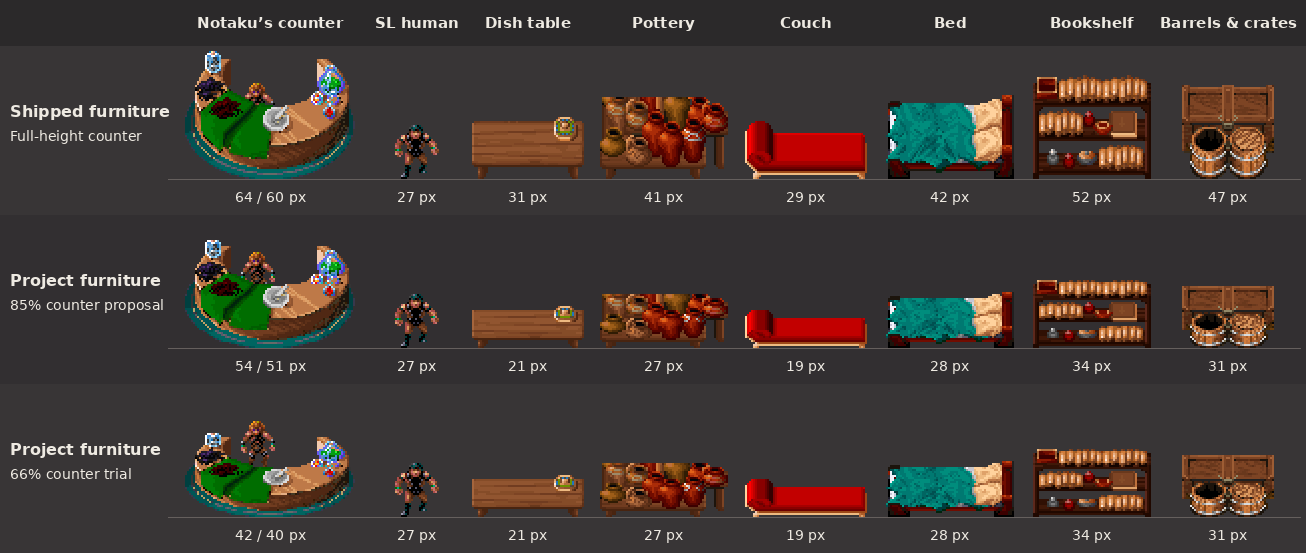 Notaku’s counter SL human Dish table Pottery Couch Bed Bookshelf Barrels & crates
Shipped furniture
Full-height counter
64 / 60 px 27 px 31 px 41 px 29 px 42 px 52 px 47 px
Project furniture
85% counter proposal
54 / 51 px 27 px 21 px 27 px 19 px 28 px 34 px 31 px
Project furniture
66% counter trial
42 / 40 px 27 px 21 px 27 px 19 px 28 px 34 px 31 px